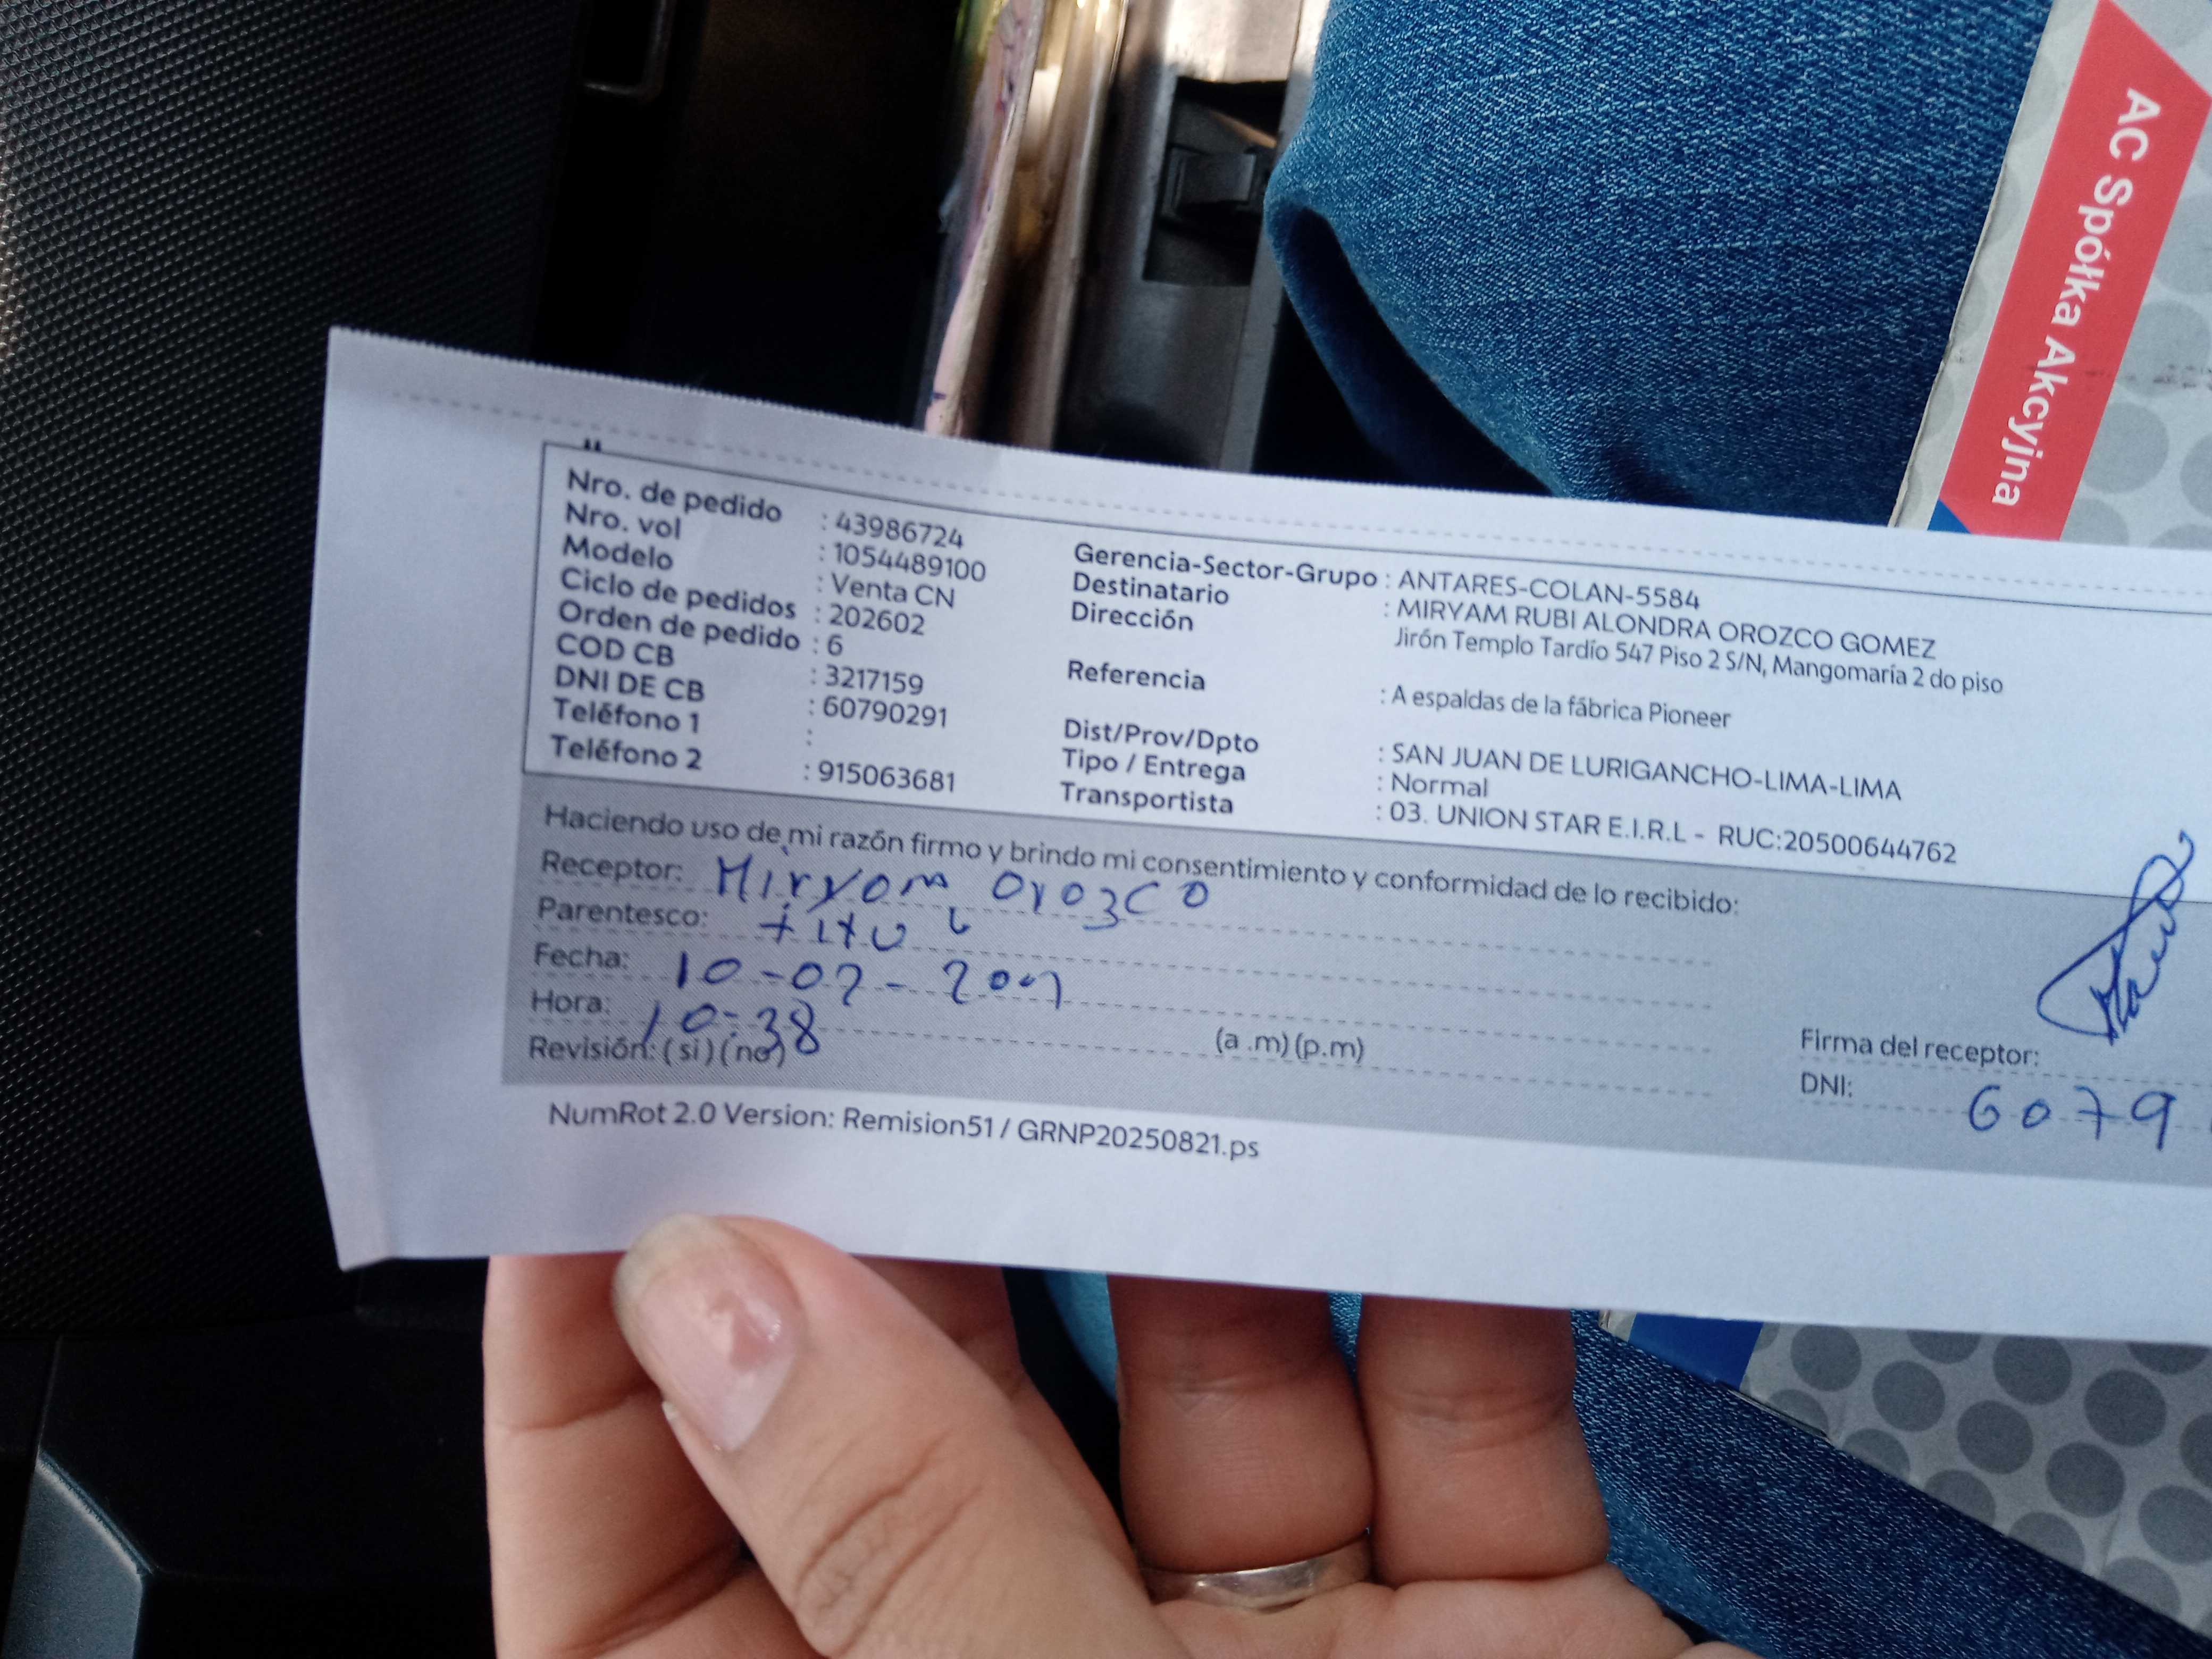 AC Spółka Akcyjna
Nro. de pedido : 43986724
Nro. vol : 1054489100
Modelo : Venta CN
Ciclo de pedidos : 202602
Orden de pedido : 6
COD CB : 3217159
DNI DE CB : 60790291
Teléfono 1 :
Teléfono 2 : 915063681
Gerencia-Sector-Grupo : ANTARES-COLAN-5584
Destinatario : MIRYAM RUBI ALONDRA OROZCO GOMEZ
Dirección Jirón Templo Tardío 547 Piso 2 S/N, Mangomaría 2 do piso
Referencia : A espaldas de la fábrica Pioneer
Dist/Prov/Dpto : SAN JUAN DE LURIGANCHO-LIMA-LIMA
Tipo / Entrega : Normal
Transportista : 03. UNION STAR E.I.R.L - RUC:20500644762
Haciendo uso de mi razón firmo y brindo mi consentimiento y conformidad de lo recibido:
Receptor: Miryam Orozco
Parentesco:
Fecha: 10-02-
Hora: 10:38 (a .m) (p.m)
Revisión: (si) (no)
Firma del receptor:
DNI: 6079
NumRot 2.0 Version: Remision51 / GRNP20250821.ps